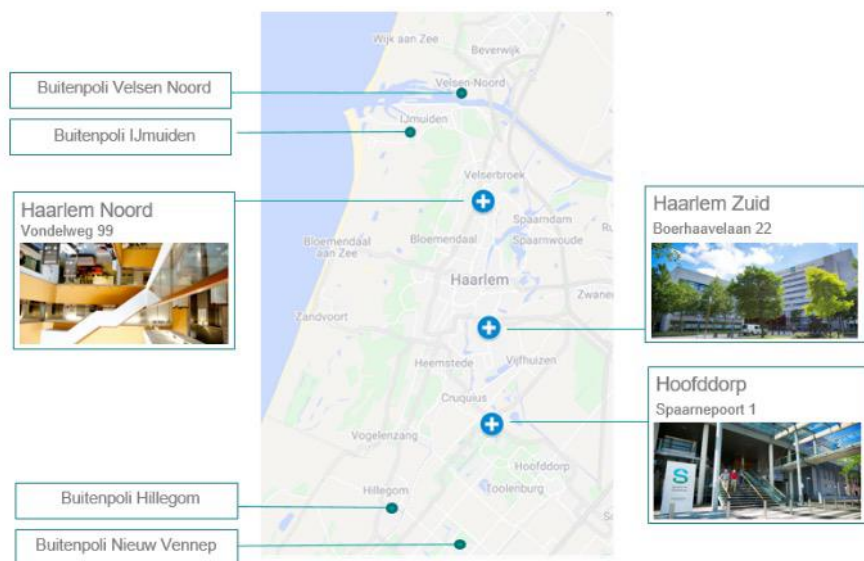 Buitenpoli Velsen Noord
Buitenpoli IJmuiden
Haarlem Noord
Vondelweg 99
Buitenpoli Hillegom
Buitenpoli Nieuw Vennep
Wijk aan Zee
Beverwijk
Velsen-Noord
IJmuiden
Velserbroek
Spaarndam
Bloemendaal aan Zee
Bloemendaal
Spaarnwoude
Haarlem
Zwanen
Zandvoort
Heemstede
Vijfhuizen
Cruquius
Vogelenzang
Hoofddorp
Hillegom
Toolenburg
Haarlem Zuid
Boerhaavelaan 22
Hoofddorp
Spaarnepoort 1
S